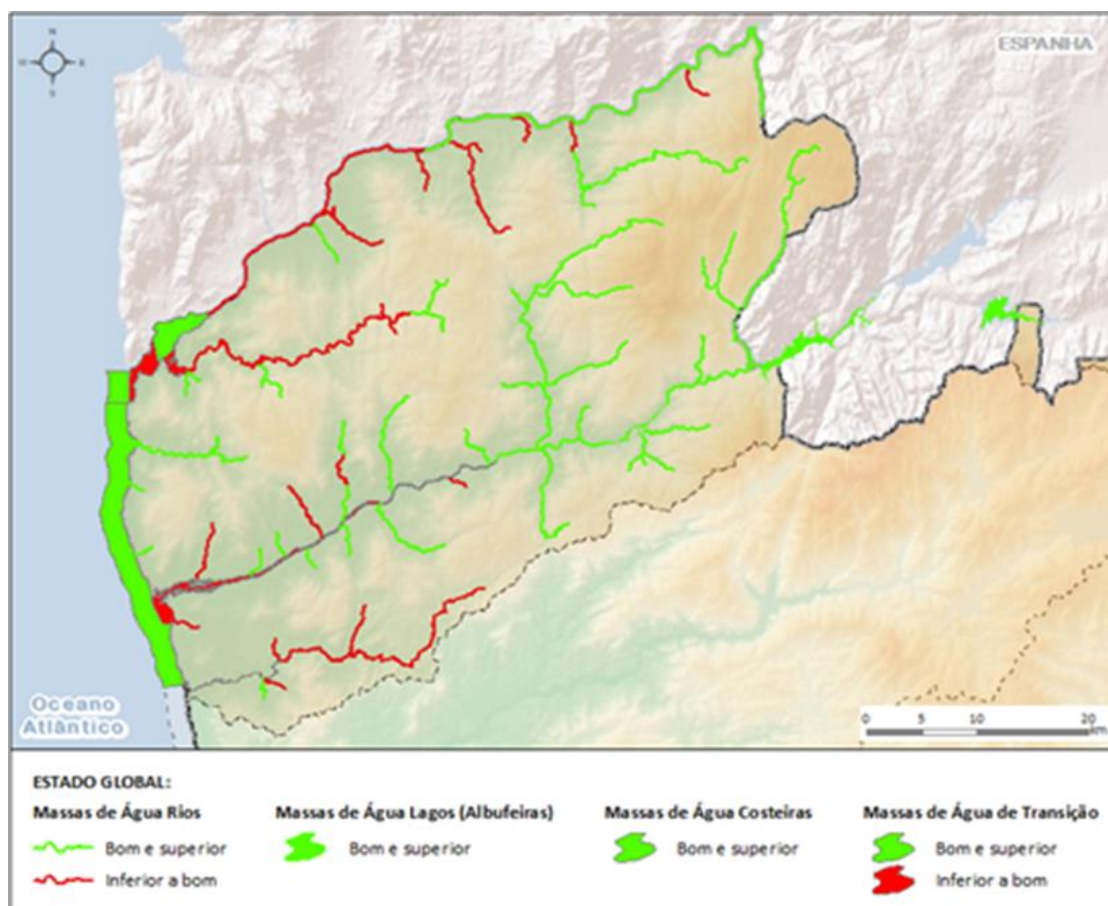 N
ESPANHA
Oceano
Atlântico
0 5 10 20
km
ESTADO GLOBAL:
Massas de Água Rios
Bom e superior
Inferior a bom
Massas de Água Lagos (Albufeiras)
Bom e superior
Massas de Água Costeiras
Bom e superior
Massas de Água de Transição
Bom e superior
Inferior a bom